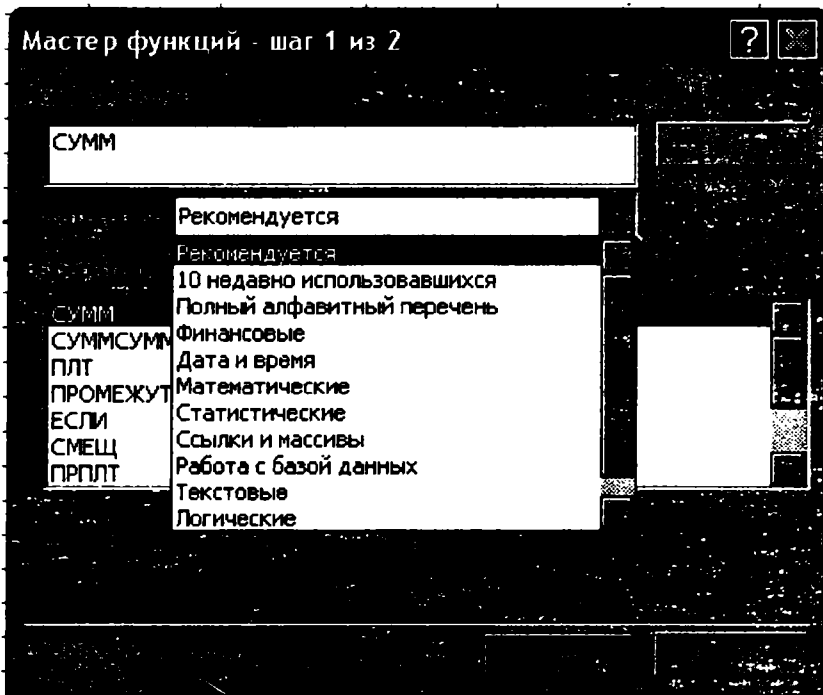 Мастер функций - шаг 1 из 2
?
СУММ
Рекомендуется
Рекомендуется
10 недавно использовавшихся
Полный алфавитный перечень
Финансовые
Дата и время
Математические
Статистические
Ссылки и массивы
Работа с базой данных
Текстовые
Логические
СУММ
СУММСУММ
ПЛТ
ПРОМЕЖУТ
ЕСЛИ
СМЕЩ
ПРПЛТ